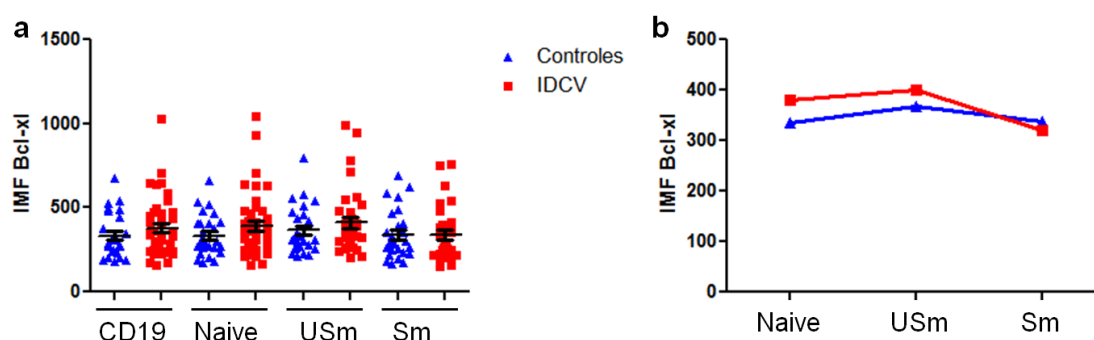 a
IMF Bcl-xl
1500
1000
500
0
CD19 Naive USm Sm
Controles
IDCV
b
IMF Bcl-xl
500
400
300
200
100
0
Naive USm Sm